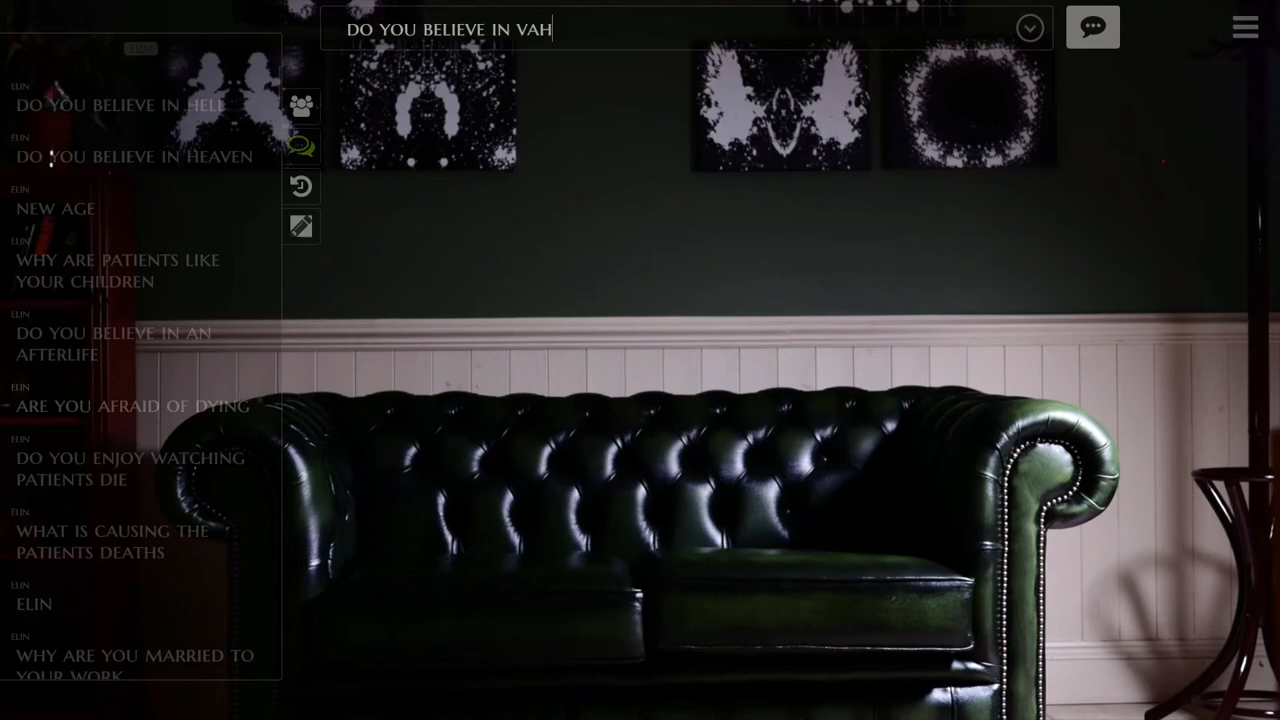 DO YOU BELIEVE IN VAH
ELIN
ELIN
DO YOU BELIEVE IN HELL
ELIN
DO YOU BELIEVE IN HEAVEN
ELIN
NEW AGE
ELIN
WHY ARE PATIENTS LIKE
YOUR CHILDREN
ELIN
DO YOU BELIEVE IN AN
AFTERLIFE
ELIN
ARE YOU AFRAID OF DYING
ELIN
DO YOU ENJOY WATCHING
PATIENTS DIE
ELIN
WHAT IS CAUSING THE
PATIENTS DEATHS
ELIN
ELIN
ELIN
WHY ARE YOU MARRIED TO
YOUR WORK